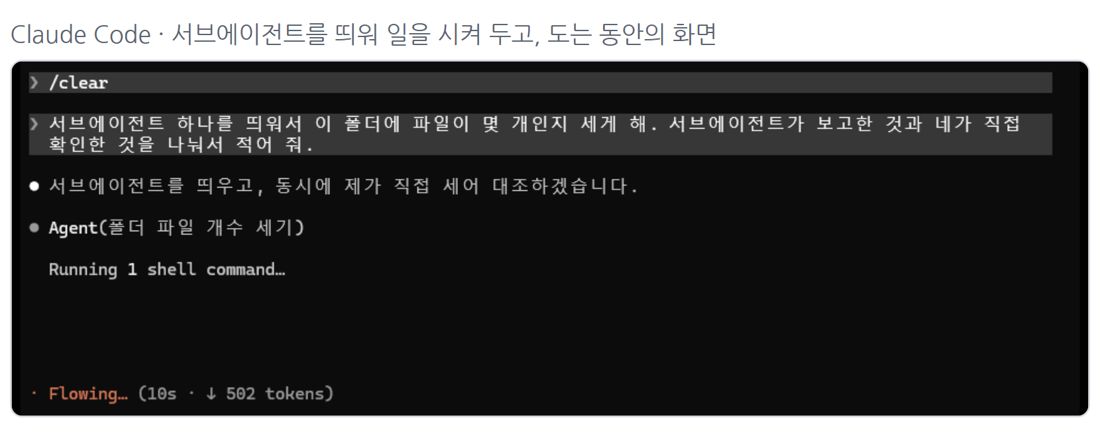 Claude Code · 서브에이전트를 띄워 일을 시켜 두고, 도는 동안의 화면
❯ /clear
❯ 서브에이전트 하나를 띄워서 이 폴더에 파일이 몇 개인지 세게 해. 서브에이전트가 보고한 것과 네가 직접
확인한 것을 나눠서 적어 줘.
● 서브에이전트를 띄우고, 동시에 제가 직접 세어 대조하겠습니다.
● Agent(폴더 파일 개수 세기)
Running 1 shell command…
· Flowing… (10s · ↓ 502 tokens)